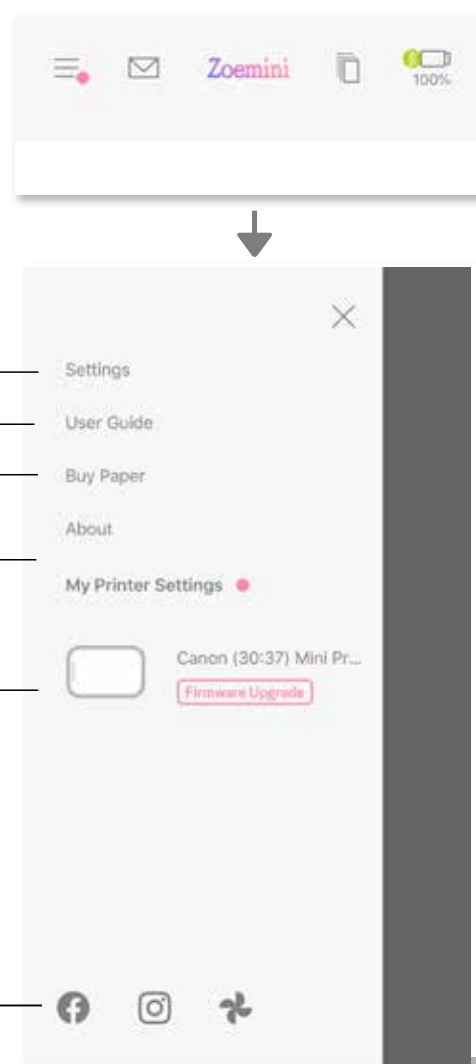 Zoemini
100%
Settings
User Guide
Buy Paper
About
My Printer Settings
Canon (30:37) Mini Pr...
Firmware Upgrade